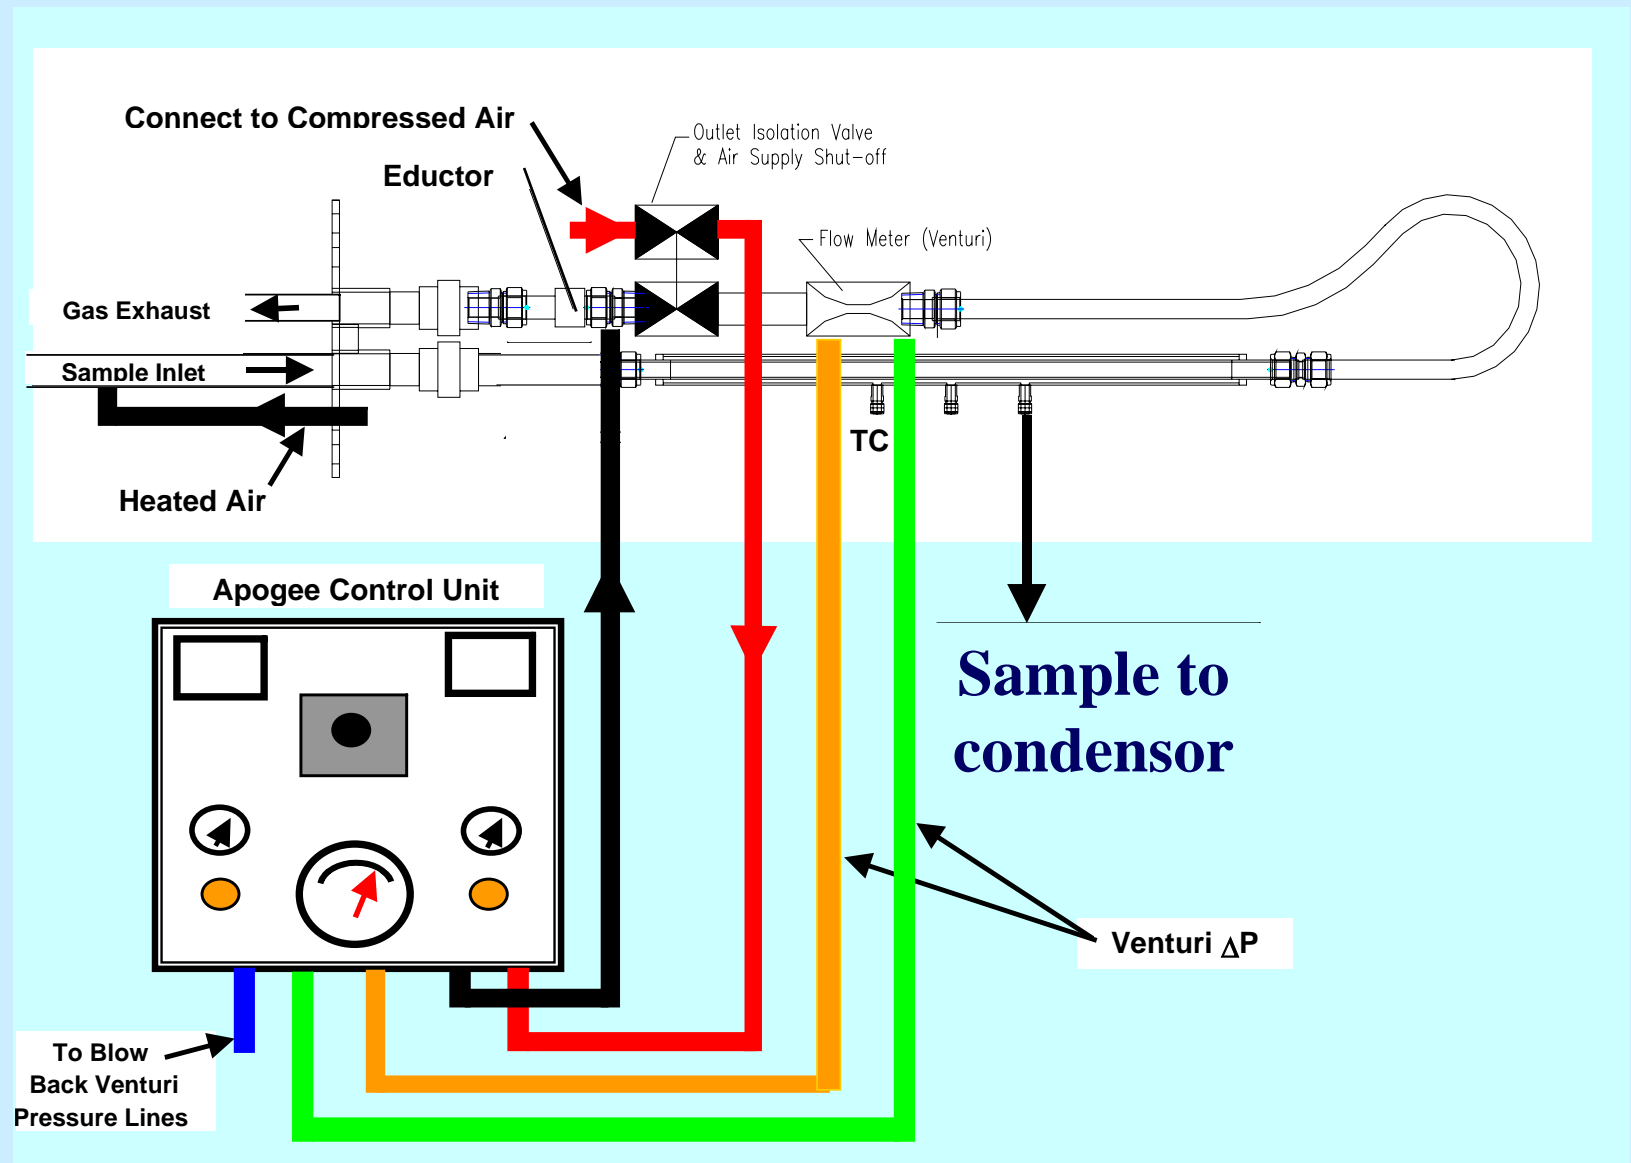 Connect to Compressed Air
Outlet Isolation Valve
& Air Supply Shut-off
Eductor
Flow Meter (Venturi)
Gas Exhaust
Sample Inlet
TC
Heated Air
Apogee Control Unit
Sample to
condensor
Venturi ΔP
To Blow
Back Venturi
Pressure Lines